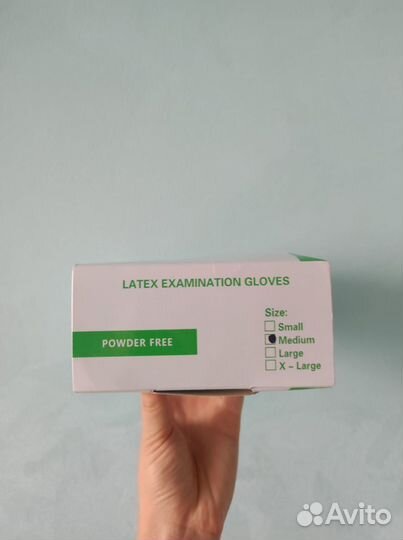 LATEX EXAMINATION GLOVES
POWDER FREE
Size:
Small
Medium
Large
X - Large
Avito